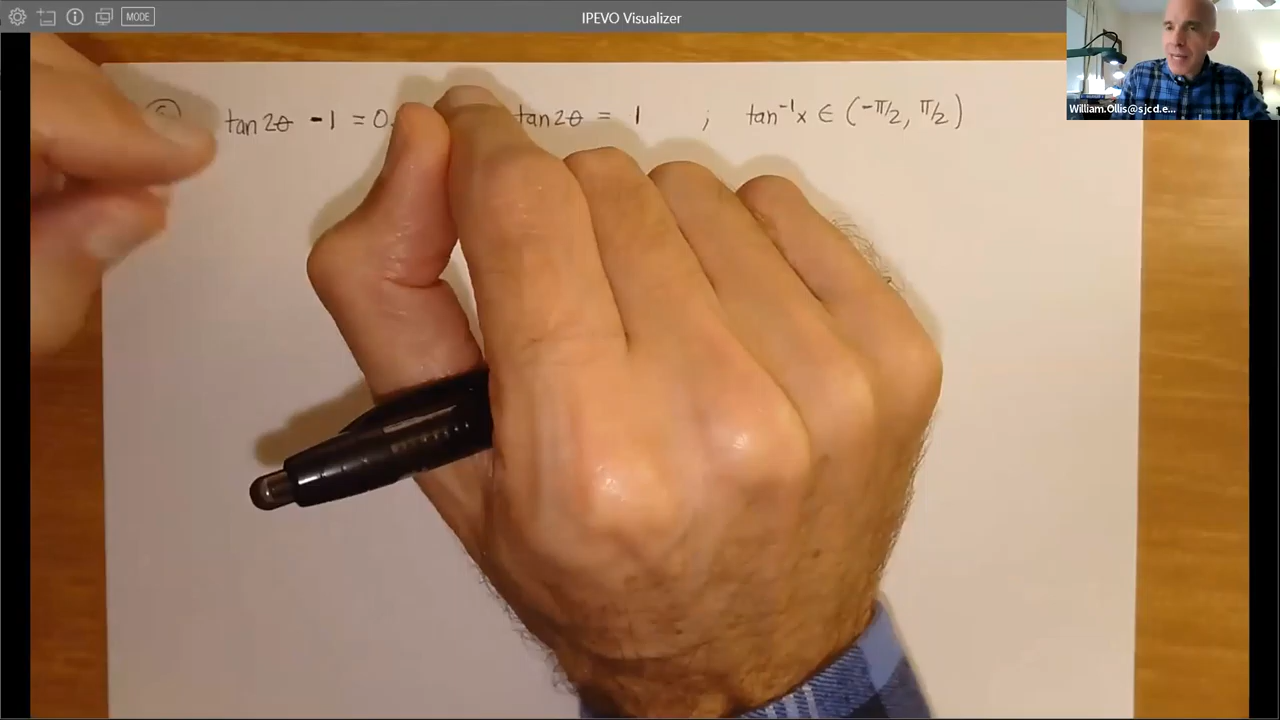 MODE
IPEVO Visualizer
William.Ollis@sjcd.e...
tan 2θ - 1 = 0 tan 2θ = 1 ; tan⁻¹x ∈ (-π/2, π/2)